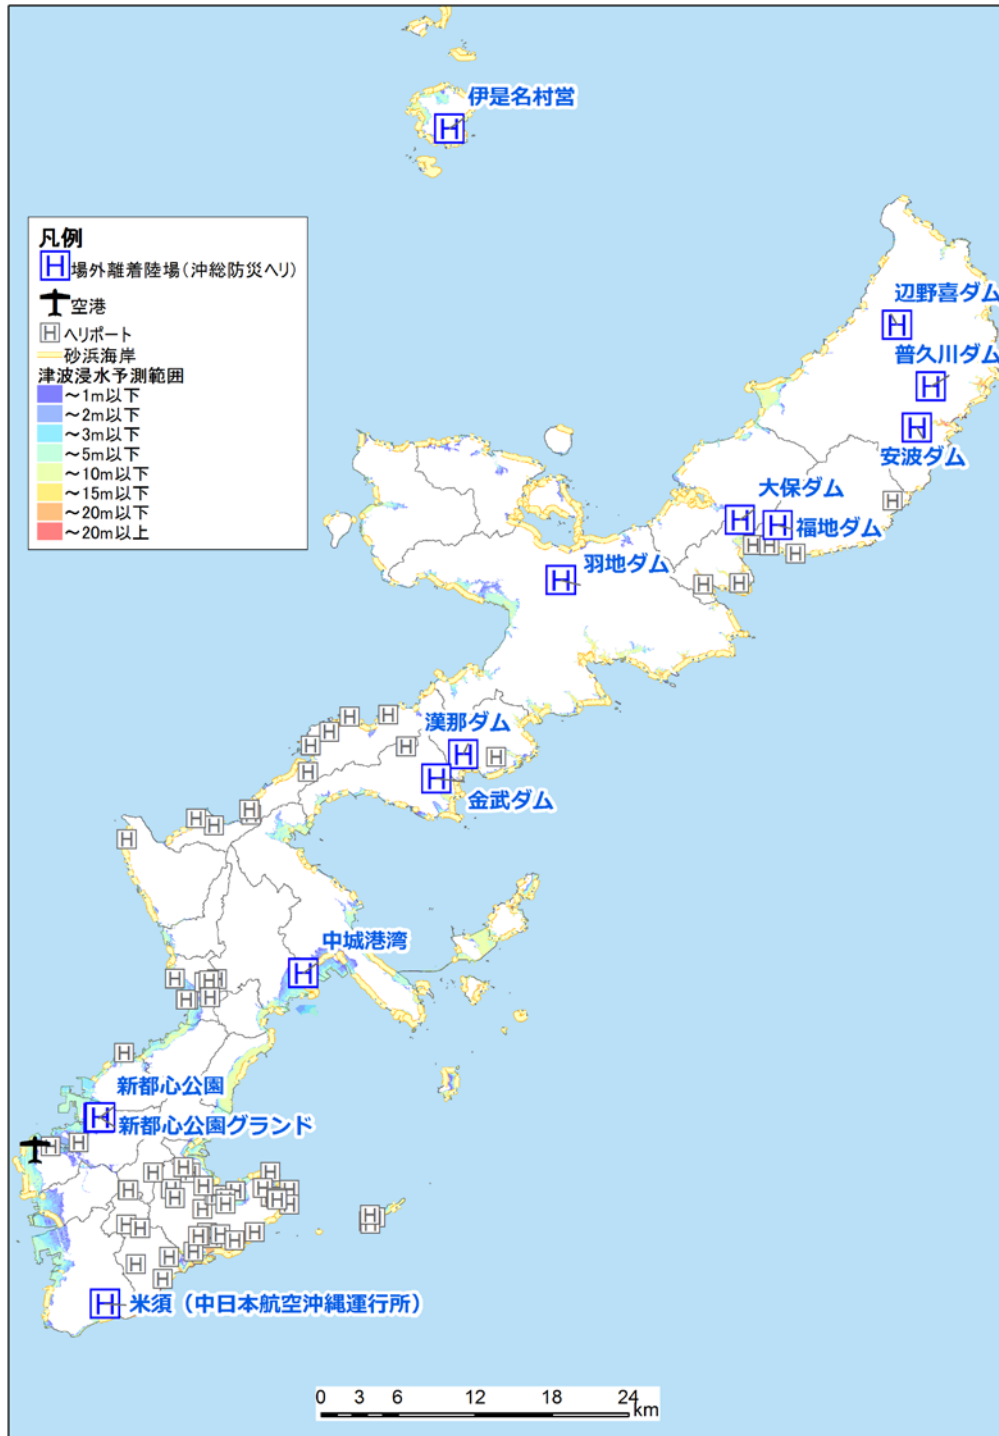 伊是名村営
凡例
H 場外離着陸場(沖総防災ヘリ)
空港
H ヘリポート
砂浜海岸
津波浸水予測範囲
～1m以下
～2m以下
～3m以下
～5m以下
～10m以下
～15m以下
～20m以下
～20m以上
辺野喜ダム
普久川ダム
安波ダム
大保ダム
福地ダム
羽地ダム
漢那ダム
金武ダム
中城港湾
新都心公園
新都心公園グランド
米須（中日本航空沖縄運行所）
0 3 6 12 18 24
km